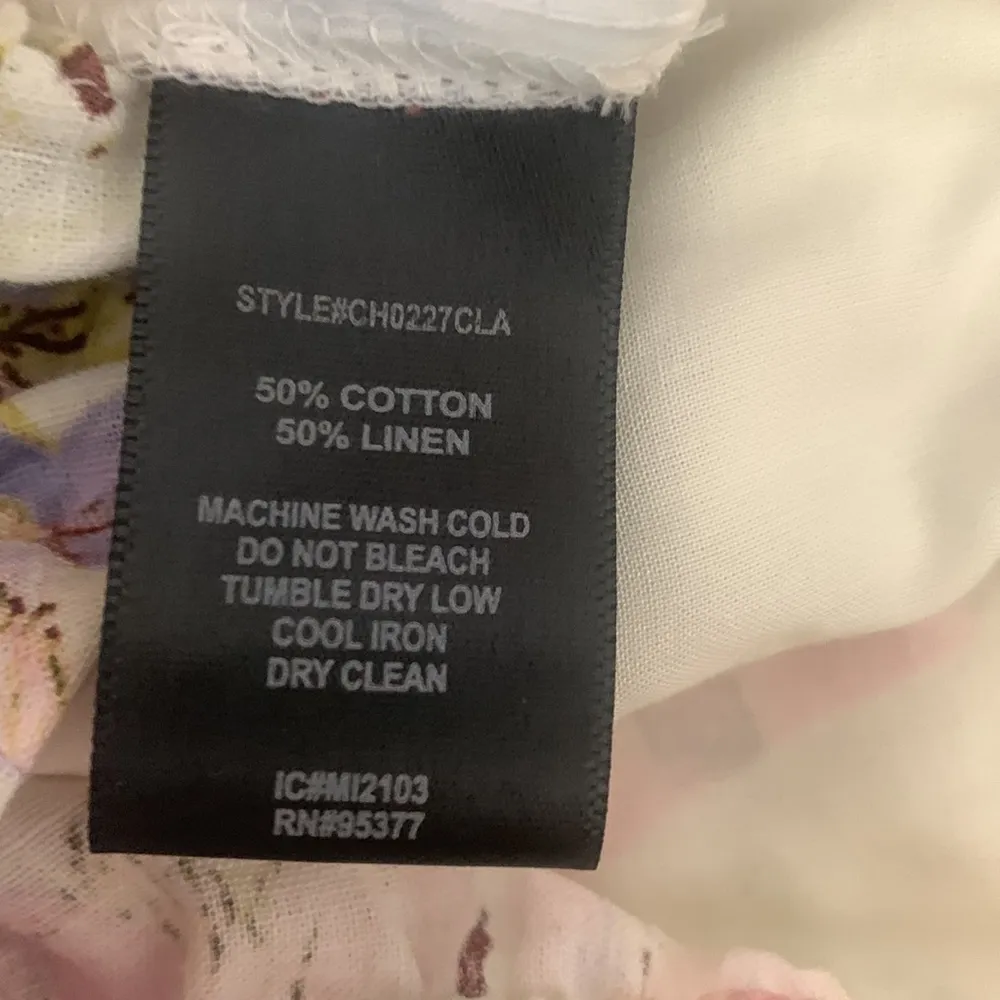 STYLE#CH0227CLA
50% COTTON
50% LINEN
MACHINE WASH COLD
DO NOT BLEACH
TUMBLE DRY LOW
COOL IRON
DRY CLEAN
IC#MI2103
RN#95377